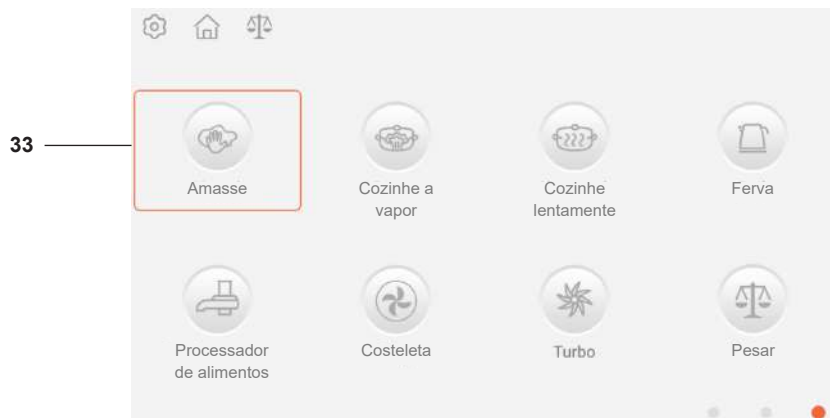 33
Amasse
Cozinhe a
vapor
Cozinhe
lentamente
Ferva
Processador
de alimentos
Costeleta
Turbo
Pesar